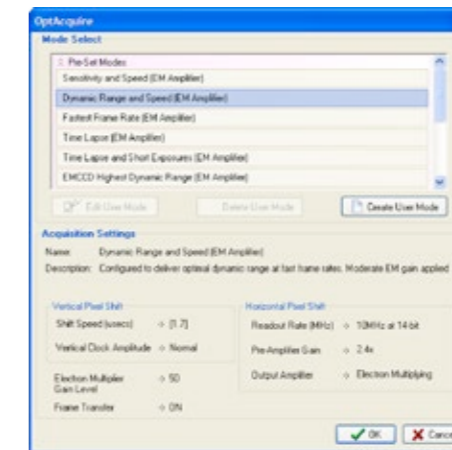 OptAcquire
Mode Select
Pre-Set Modes
Sensitivity and Speed (EM Amplifier)
Dynamic Range and Speed (EM Amplifier)
Fastest Frame Rate (EM Amplifier)
Time Lapse (EM Amplifier)
Time Lapse and Short Exposures (EM Amplifier)
EMCCD Highest Dynamic Range (EM Amplifier)
Edit User Mode Delete User Mode Create User Mode
Acquisition Settings
Name: Dynamic Range and Speed (EM Amplifier)
Description: Configured to deliver optimal dynamic range at fast frame rates. Moderate EM gain applied
Vertical Pixel Shift Horizontal Pixel Shift
Shift Speed (usecs) [1.7] Readout Rate (MHz) 10MHz at 14-bit
Vertical Clock Amplitude Normal Pre-Amplifier Gain 2.4x
Electron Multiplier 50 Output Amplifier Electron Multiplying
Gain Level
Frame Transfer ON
OK Cance